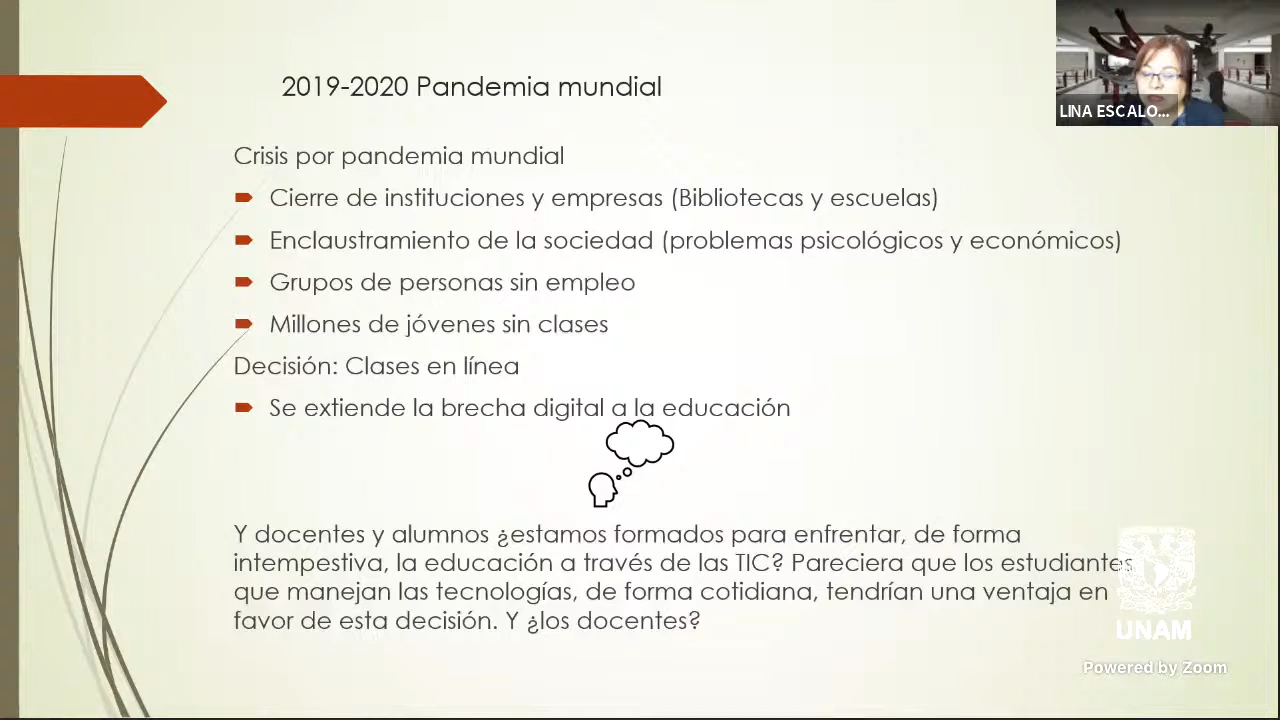 2019-2020 Pandemia mundial
LINA ESCALO...
Crisis por pandemia mundial
Cierre de instituciones y empresas (Bibliotecas y escuelas)
Enclaustramiento de la sociedad (problemas psicológicos y económicos)
Grupos de personas sin empleo
Millones de jóvenes sin clases
Decisión: Clases en línea
Se extiende la brecha digital a la educación
Y docentes y alumnos ¿estamos formados para enfrentar, de forma
intempestiva, la educación a través de las TIC? Pareciera que los estudiantes
que manejan las tecnologías, de forma cotidiana, tendrían una ventaja en
favor de esta decisión. Y ¿los docentes?
UNAM
Powered by Zoom